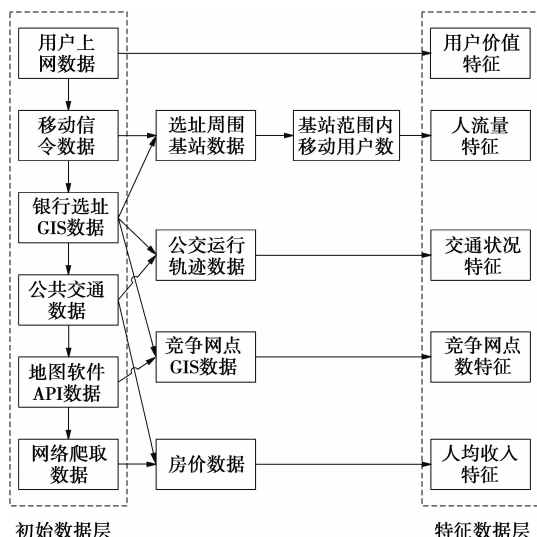 用户上
网数据
用户价值
特征
移动信
令数据
选址周围
基站数据
基站范围内
移动用户数
人流量
特征
银行选址
GIS数据
公交运行
轨迹数据
交通状况
特征
公共交通
数据
地图软件
API数据
竞争网点
GIS数据
竞争网点
数特征
网络爬取
数据
房价数据
人均收入
特征
初始数据层
特征数据层